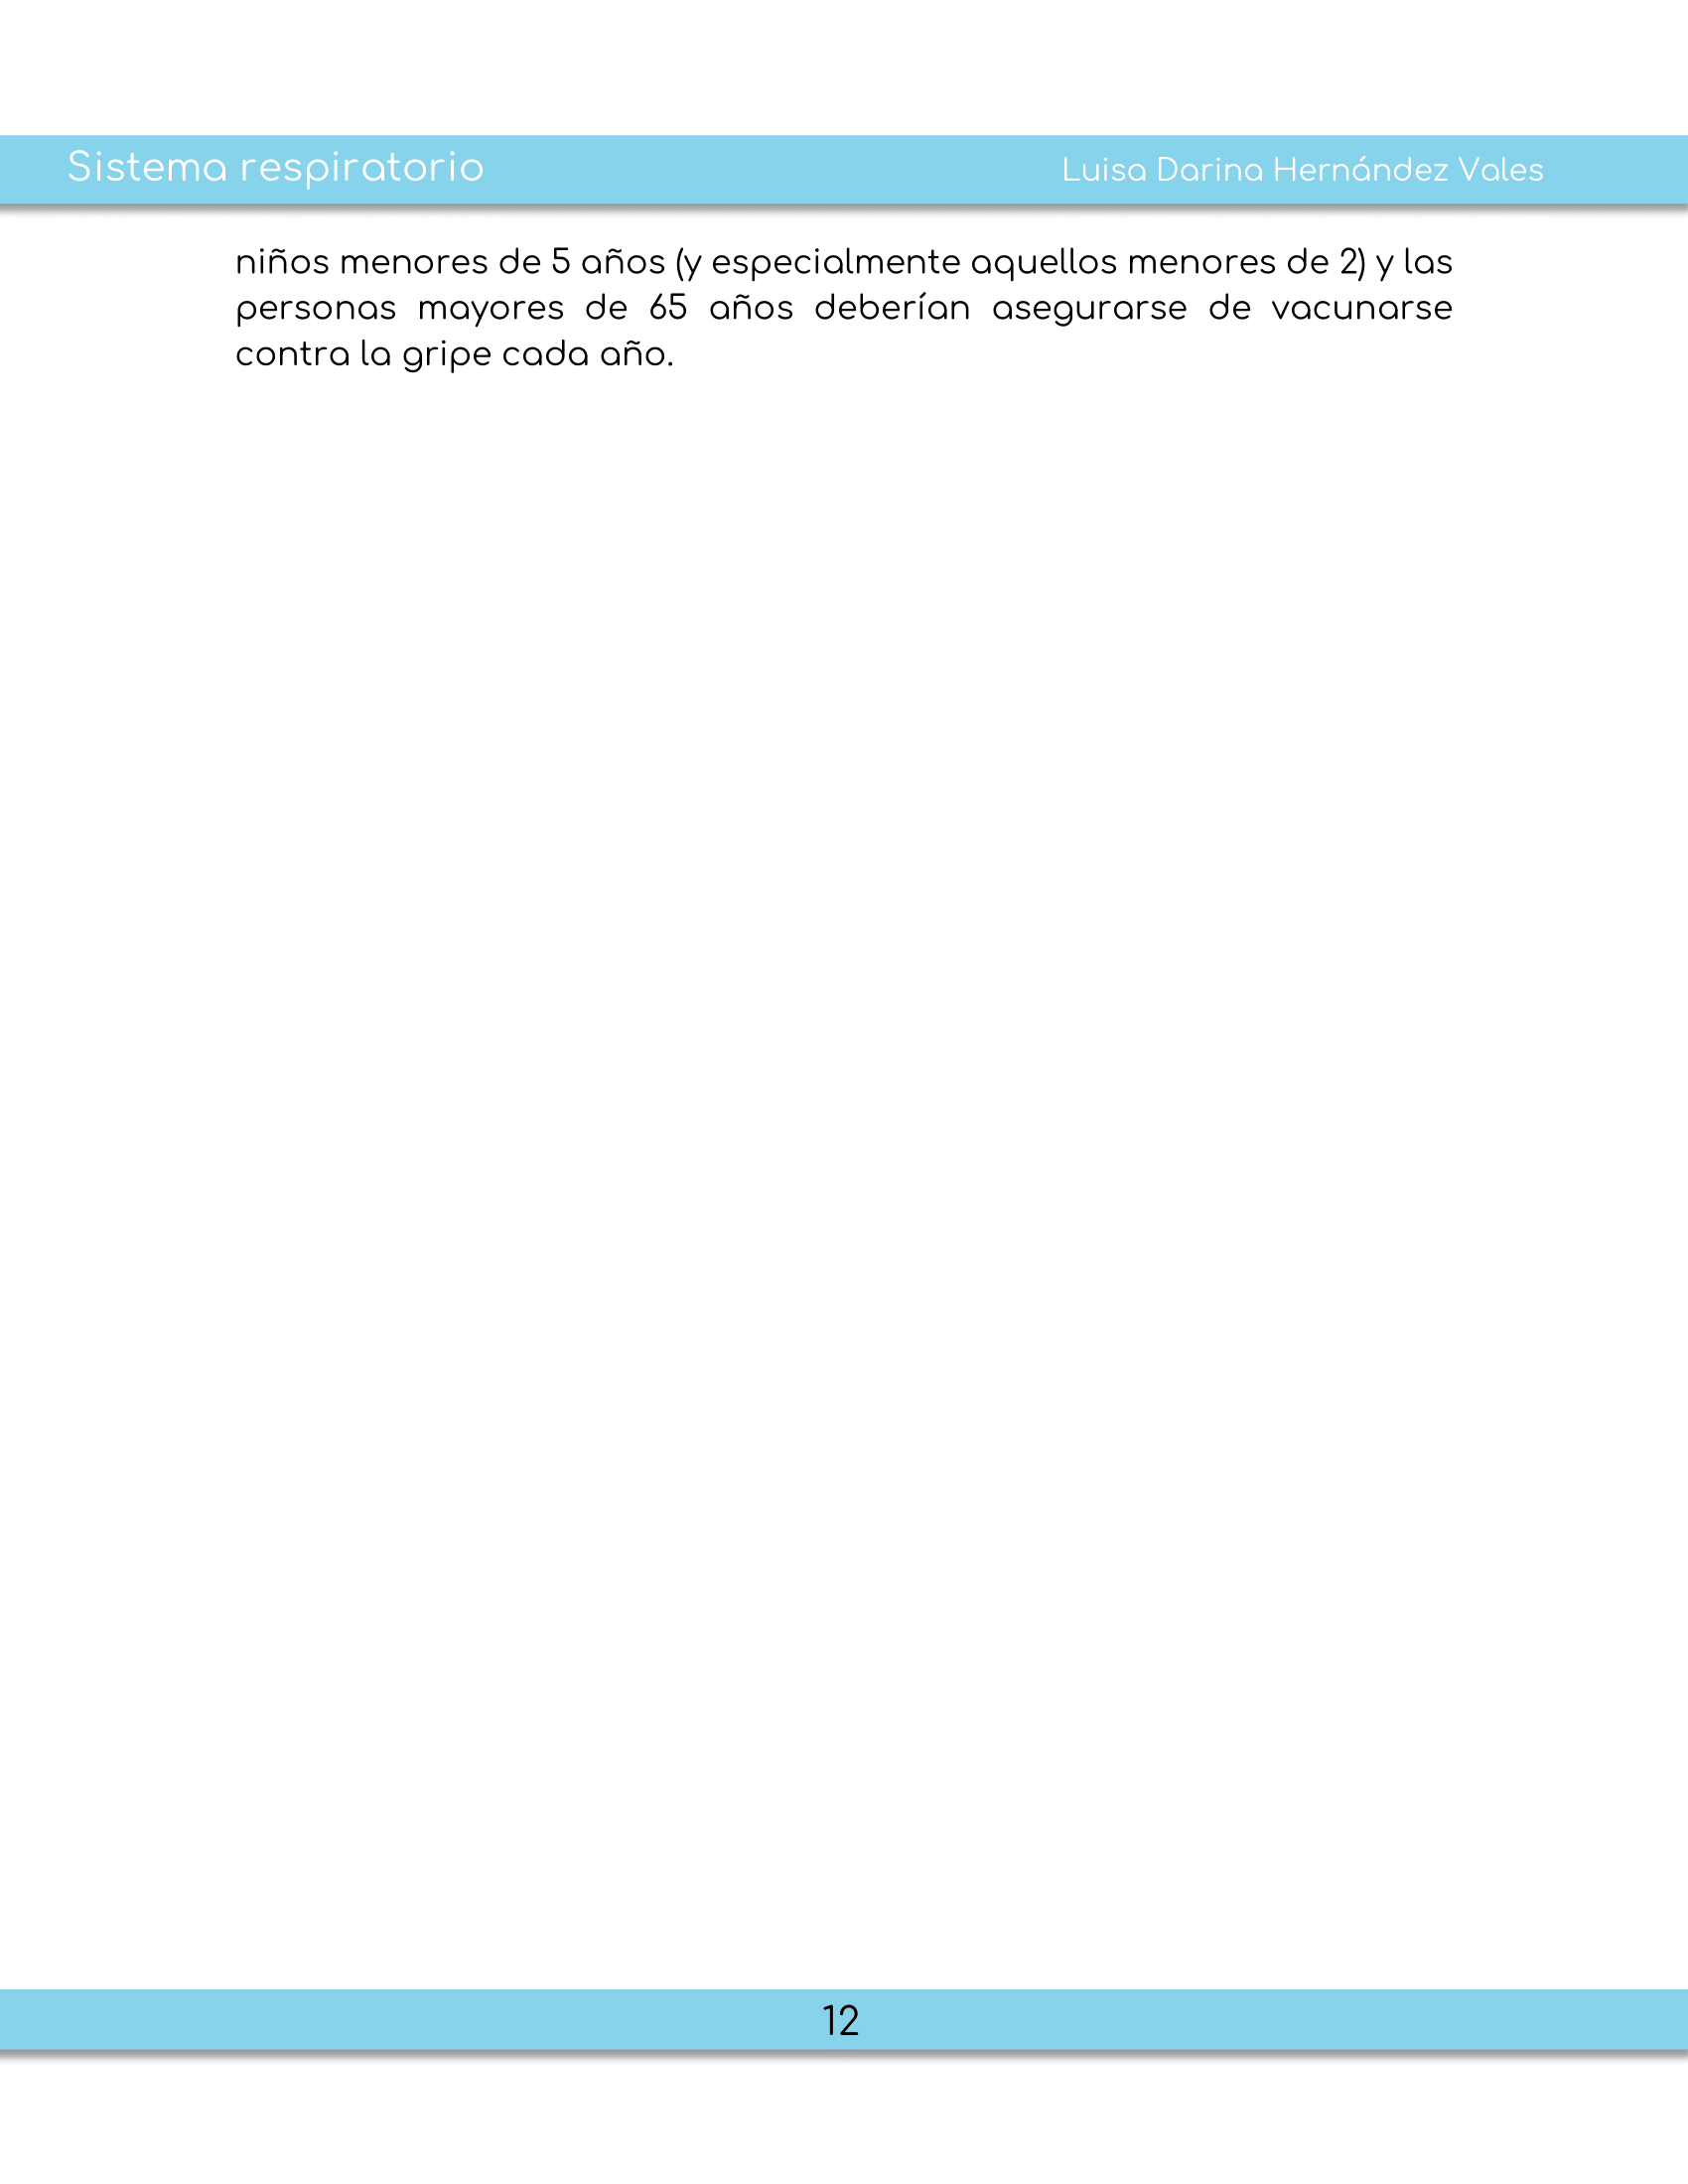 Sistema respiratorio
Luisa Darina Hernández Vales
niños menores de 5 años (y especialmente aquellos menores de 2) y las
personas mayores de 65 años deberían asegurarse de vacunarse
contra la gripe cada año.
12